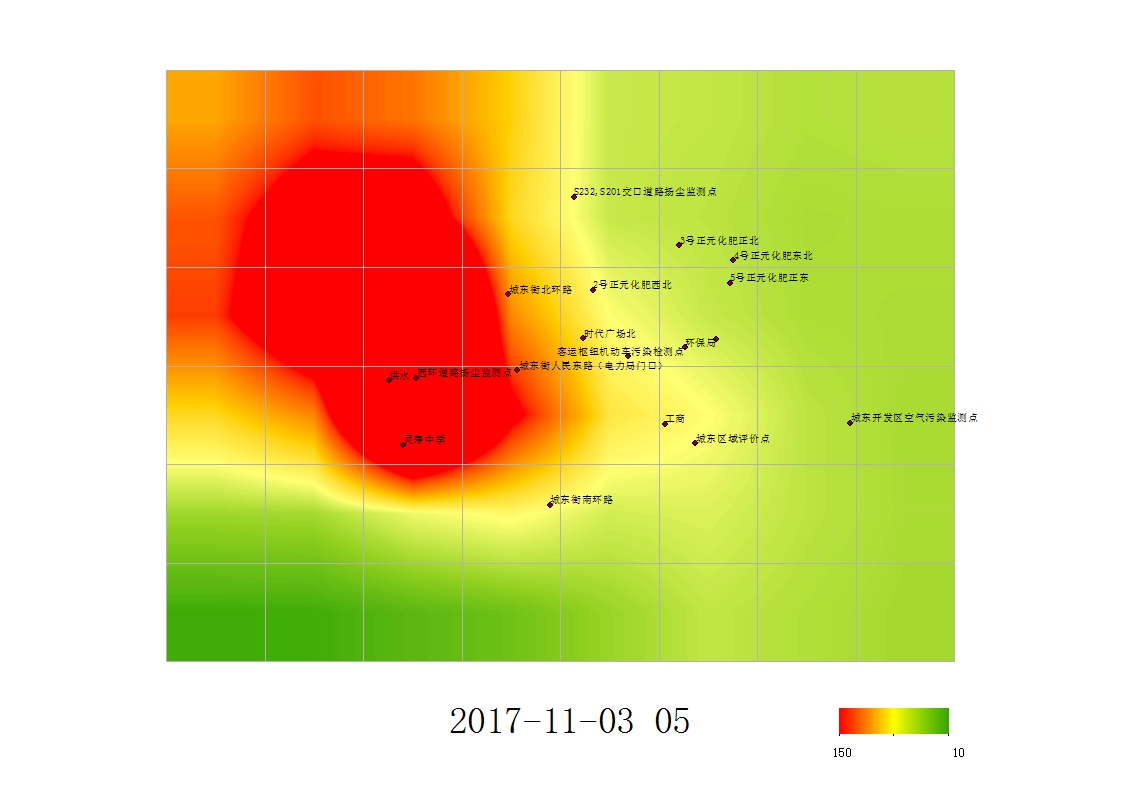 S232,S201交口道路扬尘监测点
3号正元化肥正北
4号正元化肥东北
5号正元化肥正东
2号正元化肥西北
城东街北环路
时代广场北
环保局
客运枢纽机动车污染检测点
城东街人民东路（电力局门口）
供水
西环道路扬尘监测点
工商
城东开发区空气污染监测点
城东区域评价点
灵寿中学
城东街南环路
2017-11-03 05
150
10